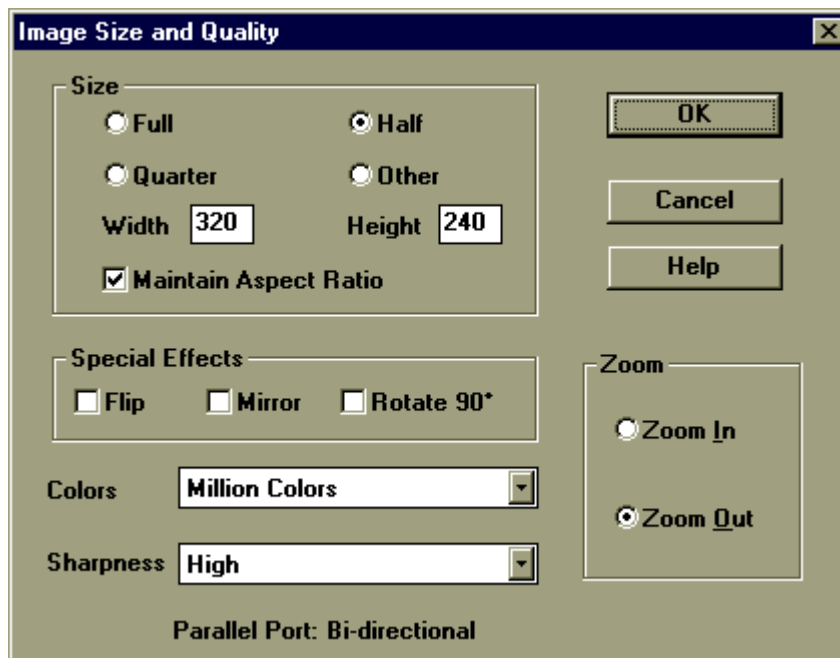 Image Size and Quality
Size
Full
Half
OK
Quarter
Other
Cancel
Width 320
Height 240
Help
Maintain Aspect Ratio
Special Effects
Flip
Mirror
Rotate 90°
Zoom
Zoom In
Zoom Out
Colors
Million Colors
Sharpness
High
Parallel Port: Bi-directional